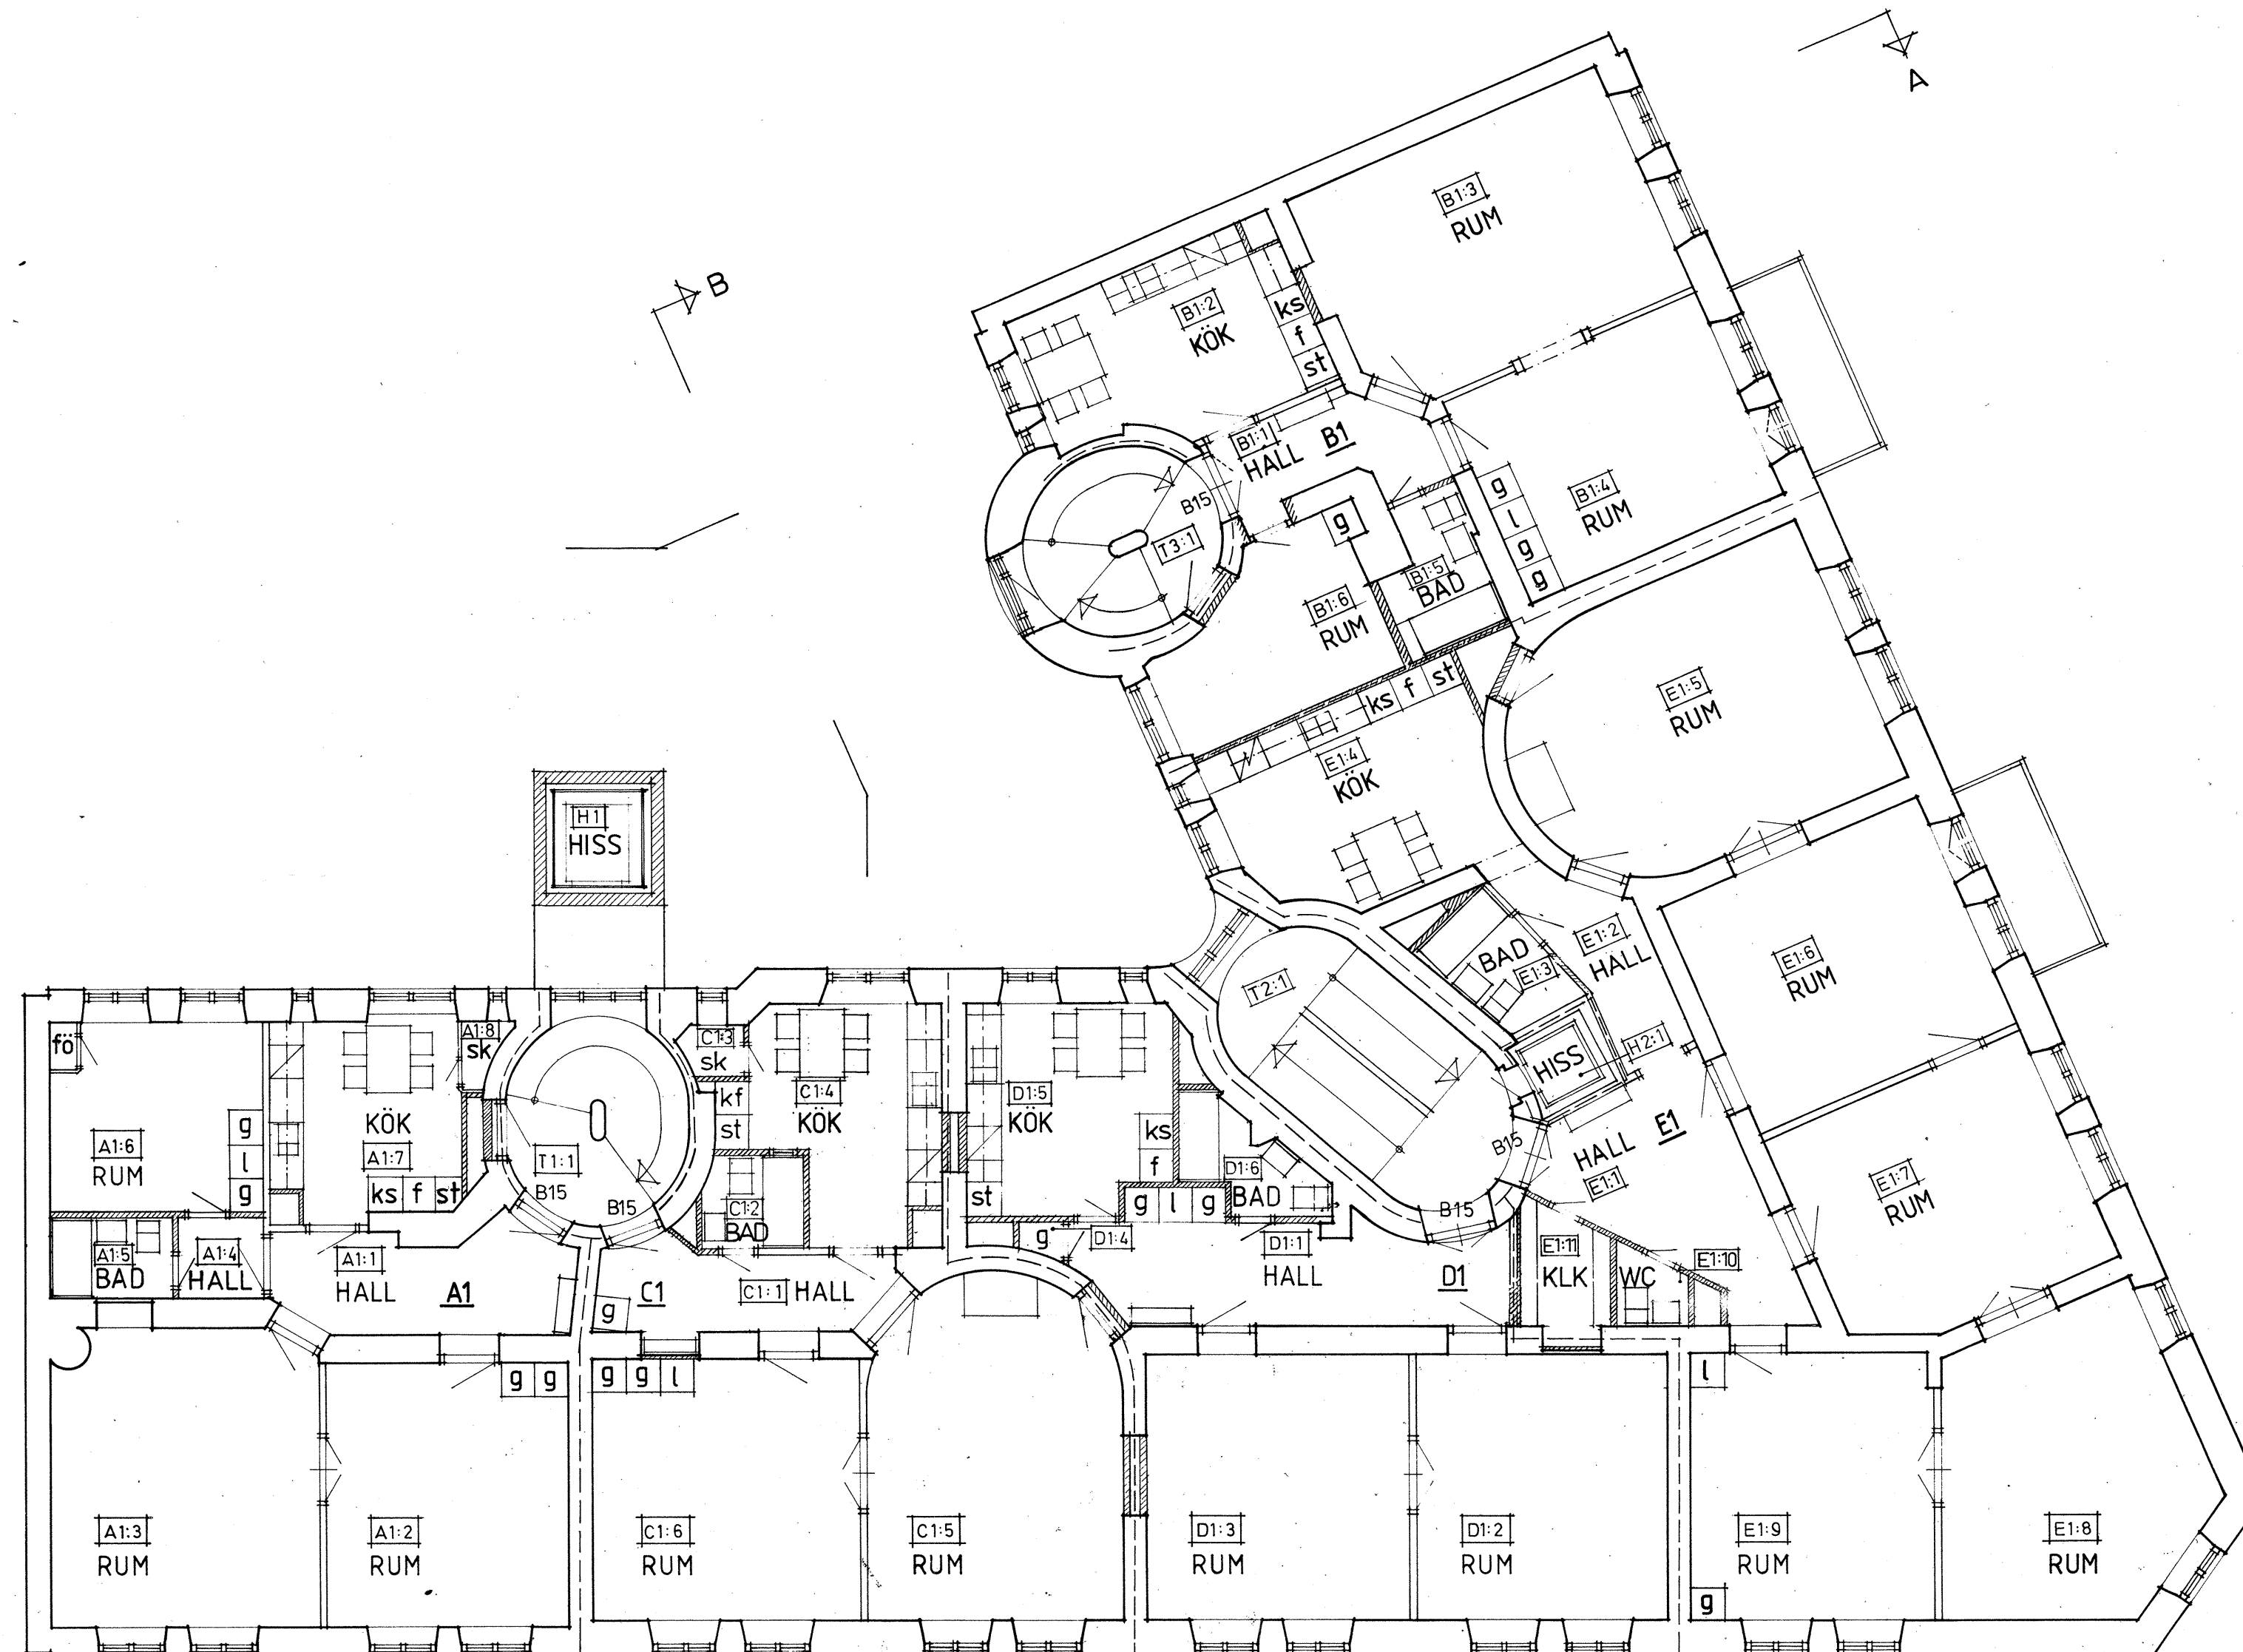 A
B
B1:3
RUM
B1:2
KÖK
ks
f
st
B1:1
HALL
B1
B15
T3:1
g
B1:4
RUM
g
l
g
g
B1:5
BAD
B1:6
RUM
ks
f
st
E1:4
KÖK
E1:5
RUM
H1
HISS
E1:2
HALL
BAD
E1:3
E1:6
RUM
T2:1
HISS
H2:1
HALL
E1
E1:1
B15
B15
E1:7
RUM
fö
A1:6
RUM
g
l
g
KÖK
A1:7
A1:8
sk
ks
f
st
T1:1
B15
B15
C1:3
sk
kf
st
C1:4
KÖK
C1:2
BAD
D1:5
KÖK
ks
f
st
g
l
g
D1:6
BAD
A1:5
BAD
A1:4
HALL
A1:1
HALL
A1
C1
g
C1:1
HALL
g
D1:4
D1:1
HALL
D1
E1:11
KLK
WC
E1:10
g
g
g
g
l
l
A1:3
RUM
A1:2
RUM
C1:6
RUM
C1:5
RUM
D1:3
RUM
D1:2
RUM
E1:9
RUM
E1:8
RUM
g